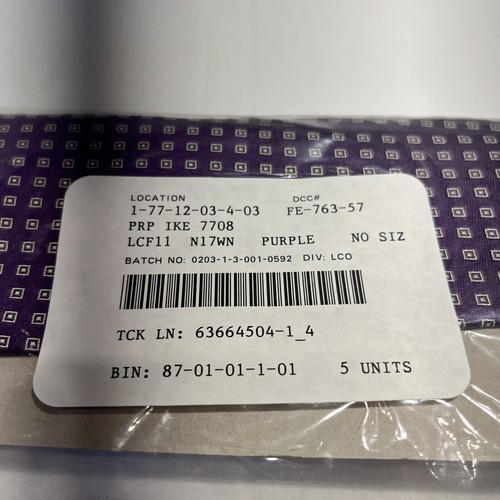 LOCATION DCC#
1-77-12-03-4-03 FE-763-57
PRP IKE 7708
LCF11 N17WN PURPLE NO SIZ
BATCH NO: 0203-1-3-001-0592 DIV: LCO
TCK LN: 63664504-1_4
BIN: 87-01-01-1-01 5 UNITS